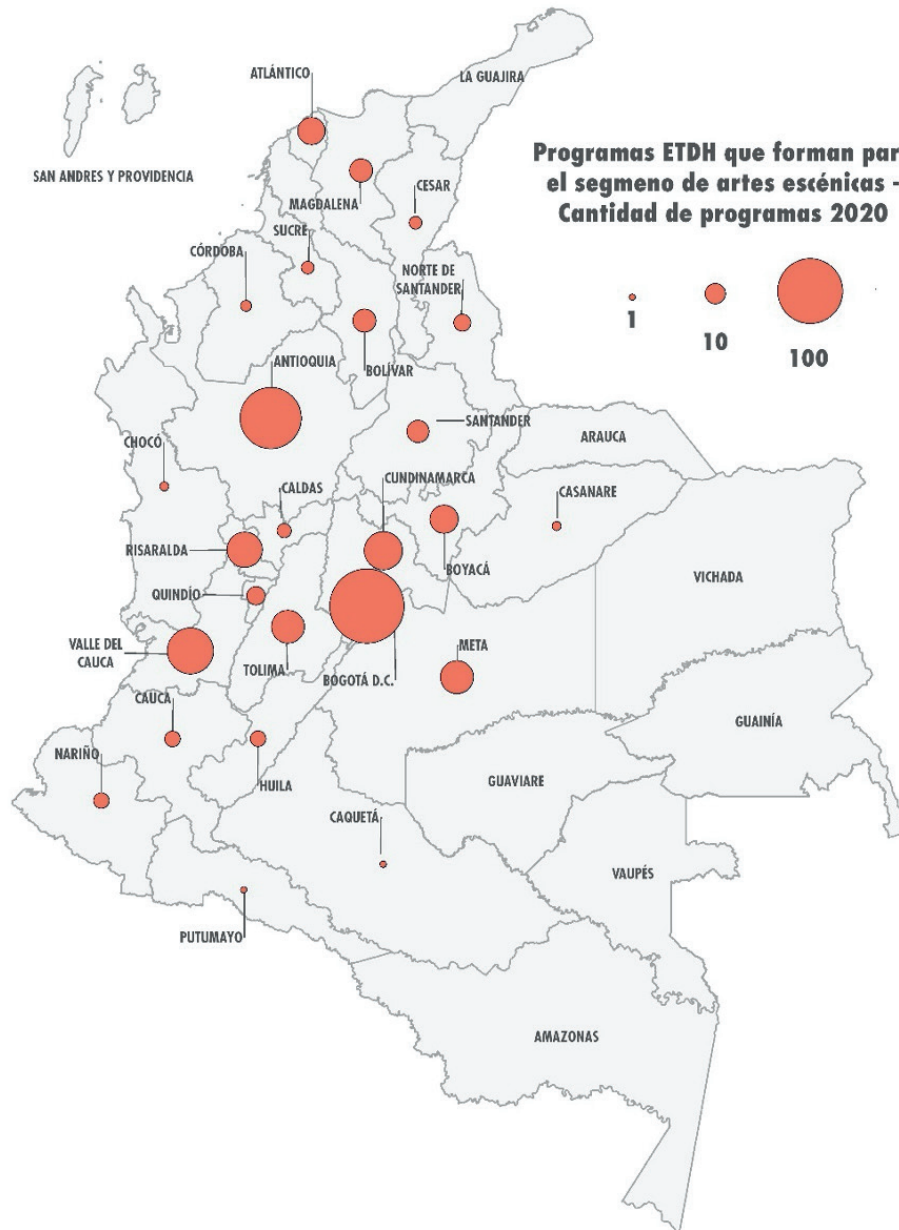 ATLÁNTICO
LA GUAJIRA
SAN ANDRES Y PROVIDENCIA
Programas ETDH que forman par
el segmeno de artes escénicas -
Cantidad de programas 2020
MAGDALENA
CESAR
SUCRE
CÓRDOBA
NORTE DE
SANTANDER
1
10
100
BOLÍVAR
ANTIOQUIA
SANTANDER
ARAUCA
CHOCÓ
CUNDINAMARCA
CALDAS
CASANARE
RISARALDA
BOYACÁ
VICHADA
QUINDÍO
VALLE DEL
CAUCA
TOLIMA
BOGOTÁ D.C.
META
CAUCA
GUAINÍA
NARIÑO
HUILA
GUAVIARE
CAQUETÁ
VAUPÉS
PUTUMAYO
AMAZONAS